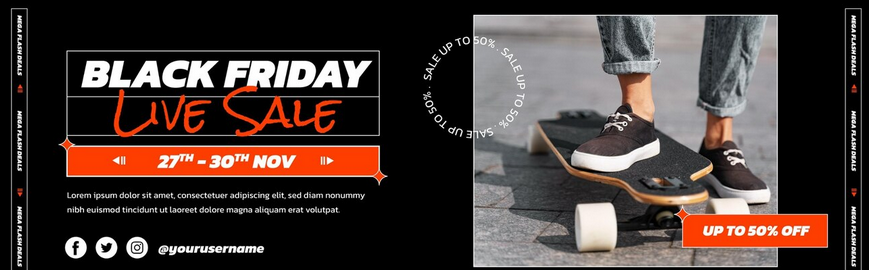 MEGA FLASH DEALS
MEGA FLASH DEALS
MEGA FLASH DEALS
BLACK FRIDAY
Live Sale
27TH - 30TH NOV
Lorem ipsum dolor sit amet, consectetuer adipiscing elit, sed diam nonummy
nibh euismod tincidunt ut laoreet dolore magna aliquam erat volutpat.
@yourusername
SALE UP TO 50% · SALE UP TO 50% · SALE UP TO 50% ·
UP TO 50% OFF
MEGA FLASH DEALS
MEGA FLASH DEALS
MEGA FLASH DEALS